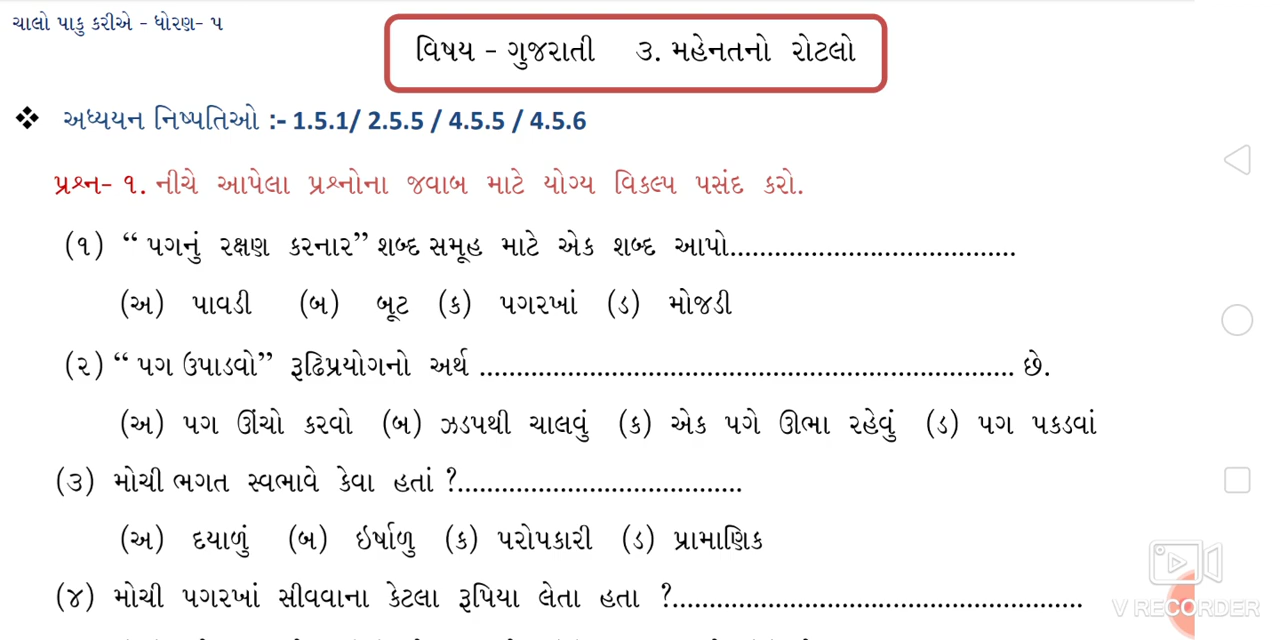 ચાલો પાકુ કરીએ - ધોરણ- ૫
વિષય - ગુજરાતી ૩. મહેનતનો રોટલો
❖ અધ્યયન નિષ્પતિઓ :- 1.5.1/ 2.5.5 / 4.5.5 / 4.5.6
પ્રશ્ન- ૧. નીચે આપેલા પ્રશ્નોના જવાબ માટે યોગ્ય વિકલ્પ પસંદ કરો.
(૧) “ પગનું રક્ષણ કરનાર” શબ્દ સમૂહ માટે એક શબ્દ આપો......................................
(અ) પાવડી (બ) બૂટ (ક) પગરખાં (ડ) મોજડી
(૨) “ પગ ઉપાડવો” રૂઢિપ્રયોગનો અર્થ ........................................................................ છે.
(અ) પગ ઊંચો કરવો (બ) ઝડપથી ચાલવું (ક) એક પગે ઊભા રહેવું (ડ) પગ પકડવાં
(૩) મોચી ભગત સ્વભાવે કેવા હતાં ?......................................
(અ) દયાળું (બ) ઇર્ષાળુ (ક) પરોપકારી (ડ) પ્રામાણિક
(૪) મોચી પગરખાં સીવવાના કેટલા રૂપિયા લેતા હતા ?.......................................................
V RECORDER